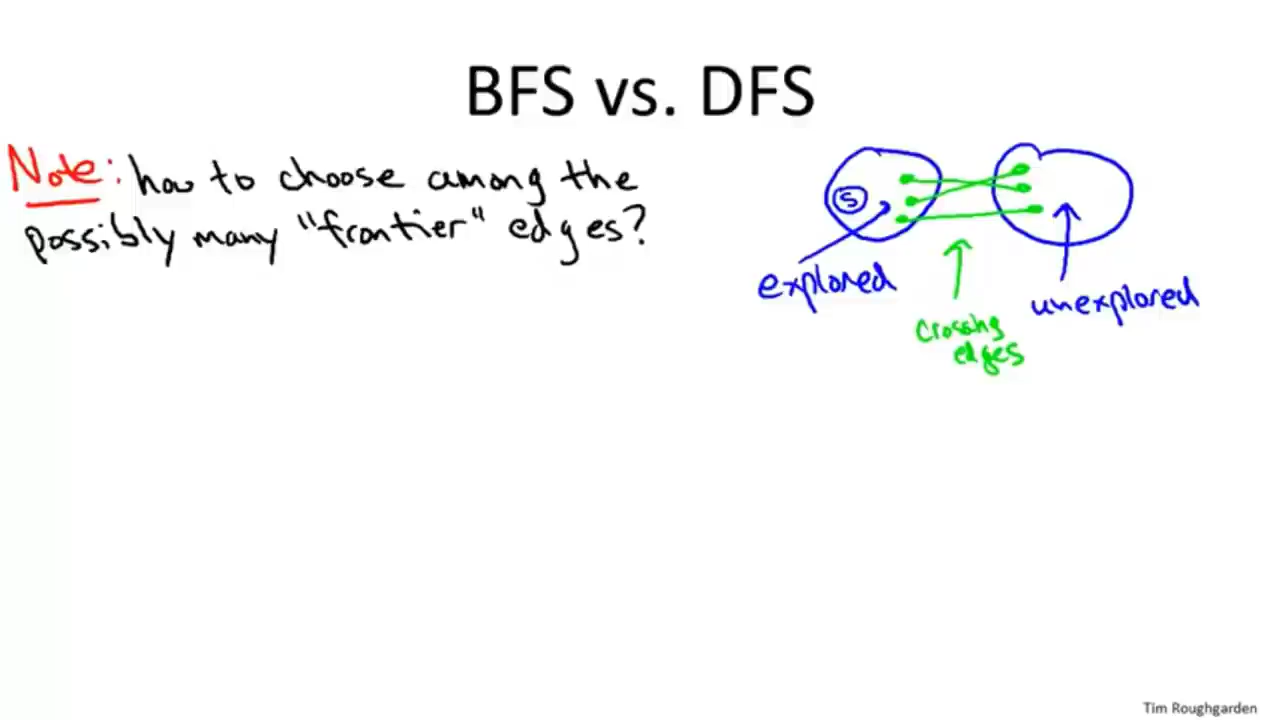 BFS vs. DFS
Note: how to choose among the
possibly many "frontier" edges?
S
explored
unexplored
crossing
edges
Tim Roughgarden